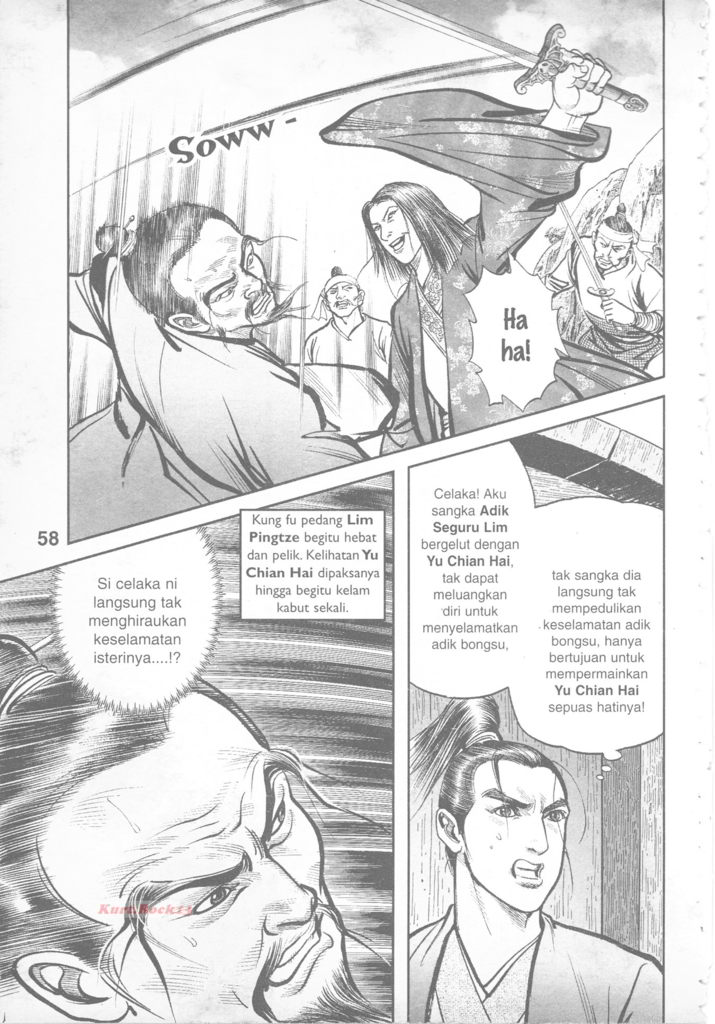 Soww -
Ha
ha!
58
Kung fu pedang Lim
Pingtze begitu hebat
dan pelik. Kelihatan Yu
Chian Hai dipaksanya
hingga begitu kelam
kabut sekali.
Si celaka ni
langsung tak
menghiraukan
keselamatan
isterinya....!?
Celaka! Aku
sangka Adik
Seguru Lim
bergelut dengan
Yu Chian Hai,
tak dapat
meluangkan
diri untuk
menyelamatkan
adik bongsu,
tak sangka dia
langsung tak
mempedulikan
keselamatan adik
bongsu, hanya
bertujuan untuk
mempermainkan
Yu Chian Hai
sepuas hatinya!